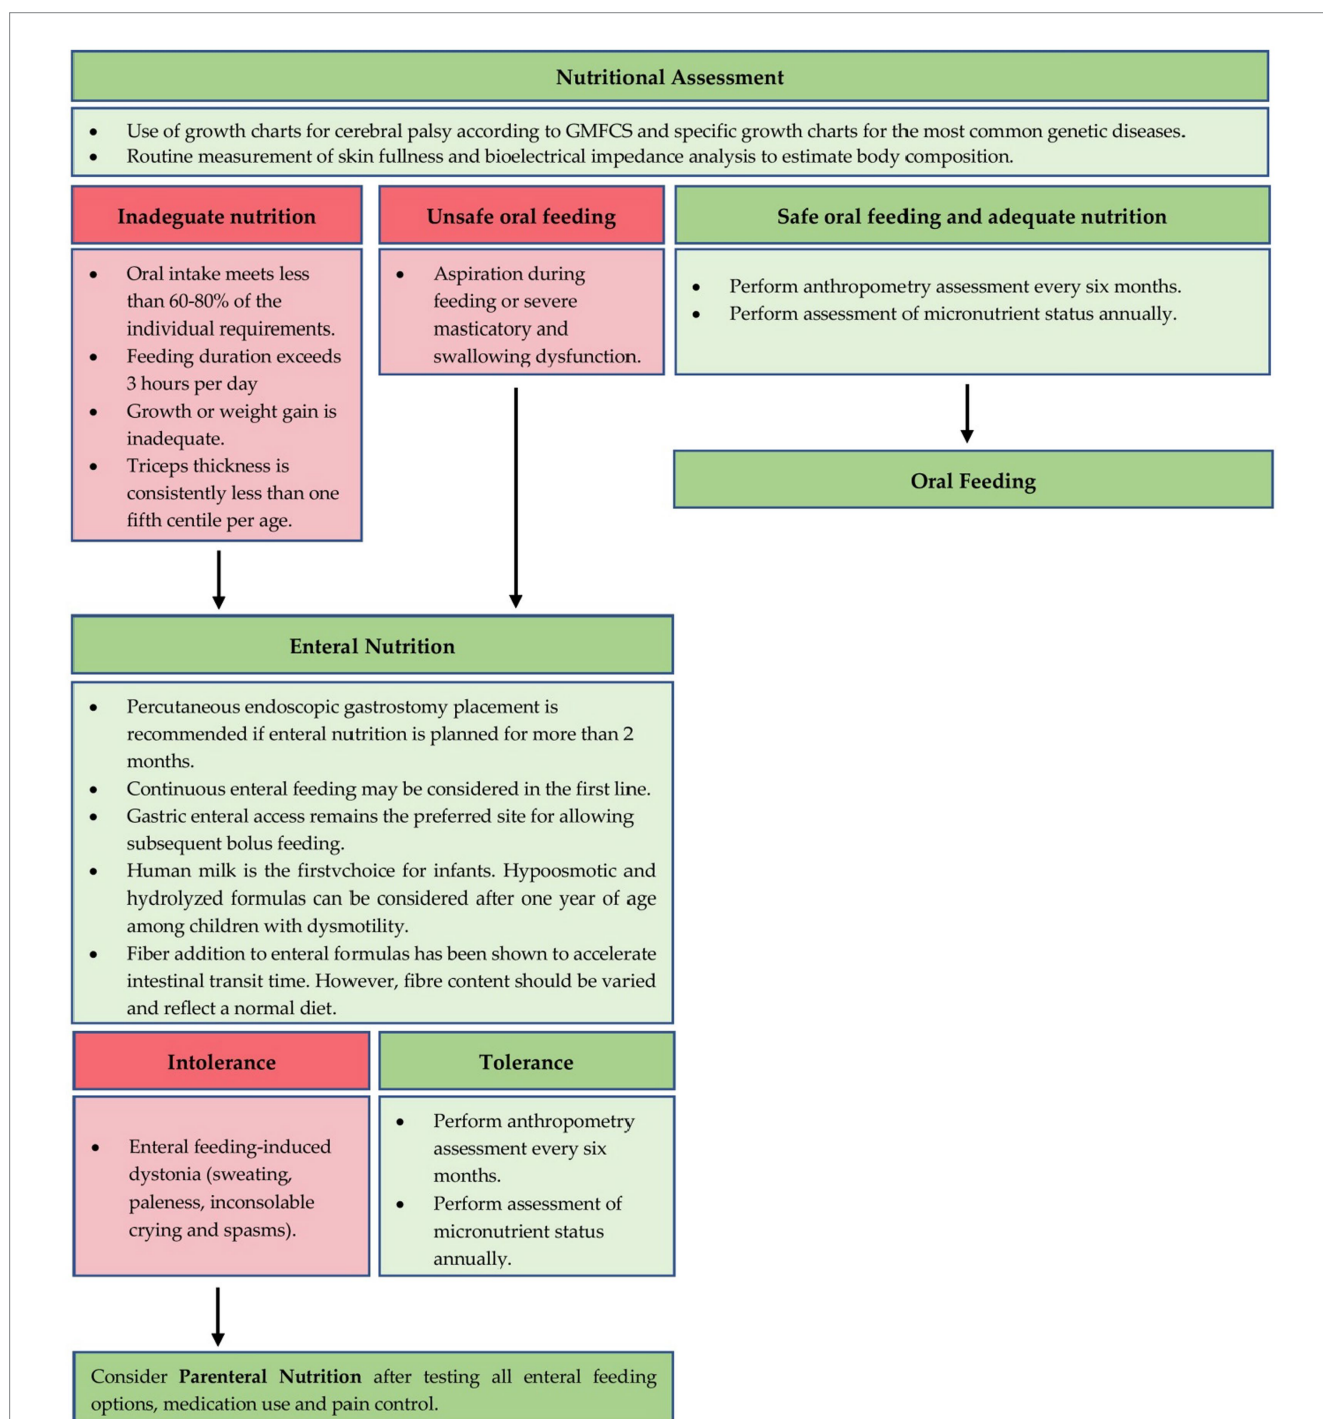 Nutritional Assessment
• Use of growth charts for cerebral palsy according to GMFCS and specific growth charts for the most common genetic diseases.
• Routine measurement of skin fullness and bioelectrical impedance analysis to estimate body composition.
Inadeguate nutrition
• Oral intake meets less
than 60-80% of the
individual requirements.
• Feeding duration exceeds
3 hours per day
• Growth or weight gain is
inadequate.
• Triceps thickness is
consistently less than one
fifth centile per age.
Unsafe oral feeding
• Aspiration during
feeding or severe
masticatory and
swallowing dysfunction.
Safe oral feeding and adequate nutrition
• Perform anthropometry assessment every six months.
• Perform assessment of micronutrient status annually.
Oral Feeding
Enteral Nutrition
• Percutaneous endoscopic gastrostomy placement is
recommended if enteral nutrition is planned for more than 2
months.
• Continuous enteral feeding may be considered in the first line.
• Gastric enteral access remains the preferred site for allowing
subsequent bolus feeding.
• Human milk is the firstvchoice for infants. Hypoosmotic and
hydrolyzed formulas can be considered after one year of age
among children with dysmotility.
• Fiber addition to enteral formulas has been shown to accelerate
intestinal transit time. However, fibre content should be varied
and reflect a normal diet.
Intolerance
• Enteral feeding-induced
dystonia (sweating,
paleness, inconsolable
crying and spasms).
Tolerance
• Perform anthropometry
assessment every six
months.
• Perform assessment of
micronutrient status
annually.
Consider Parenteral Nutrition after testing all enteral feeding
options, medication use and pain control.